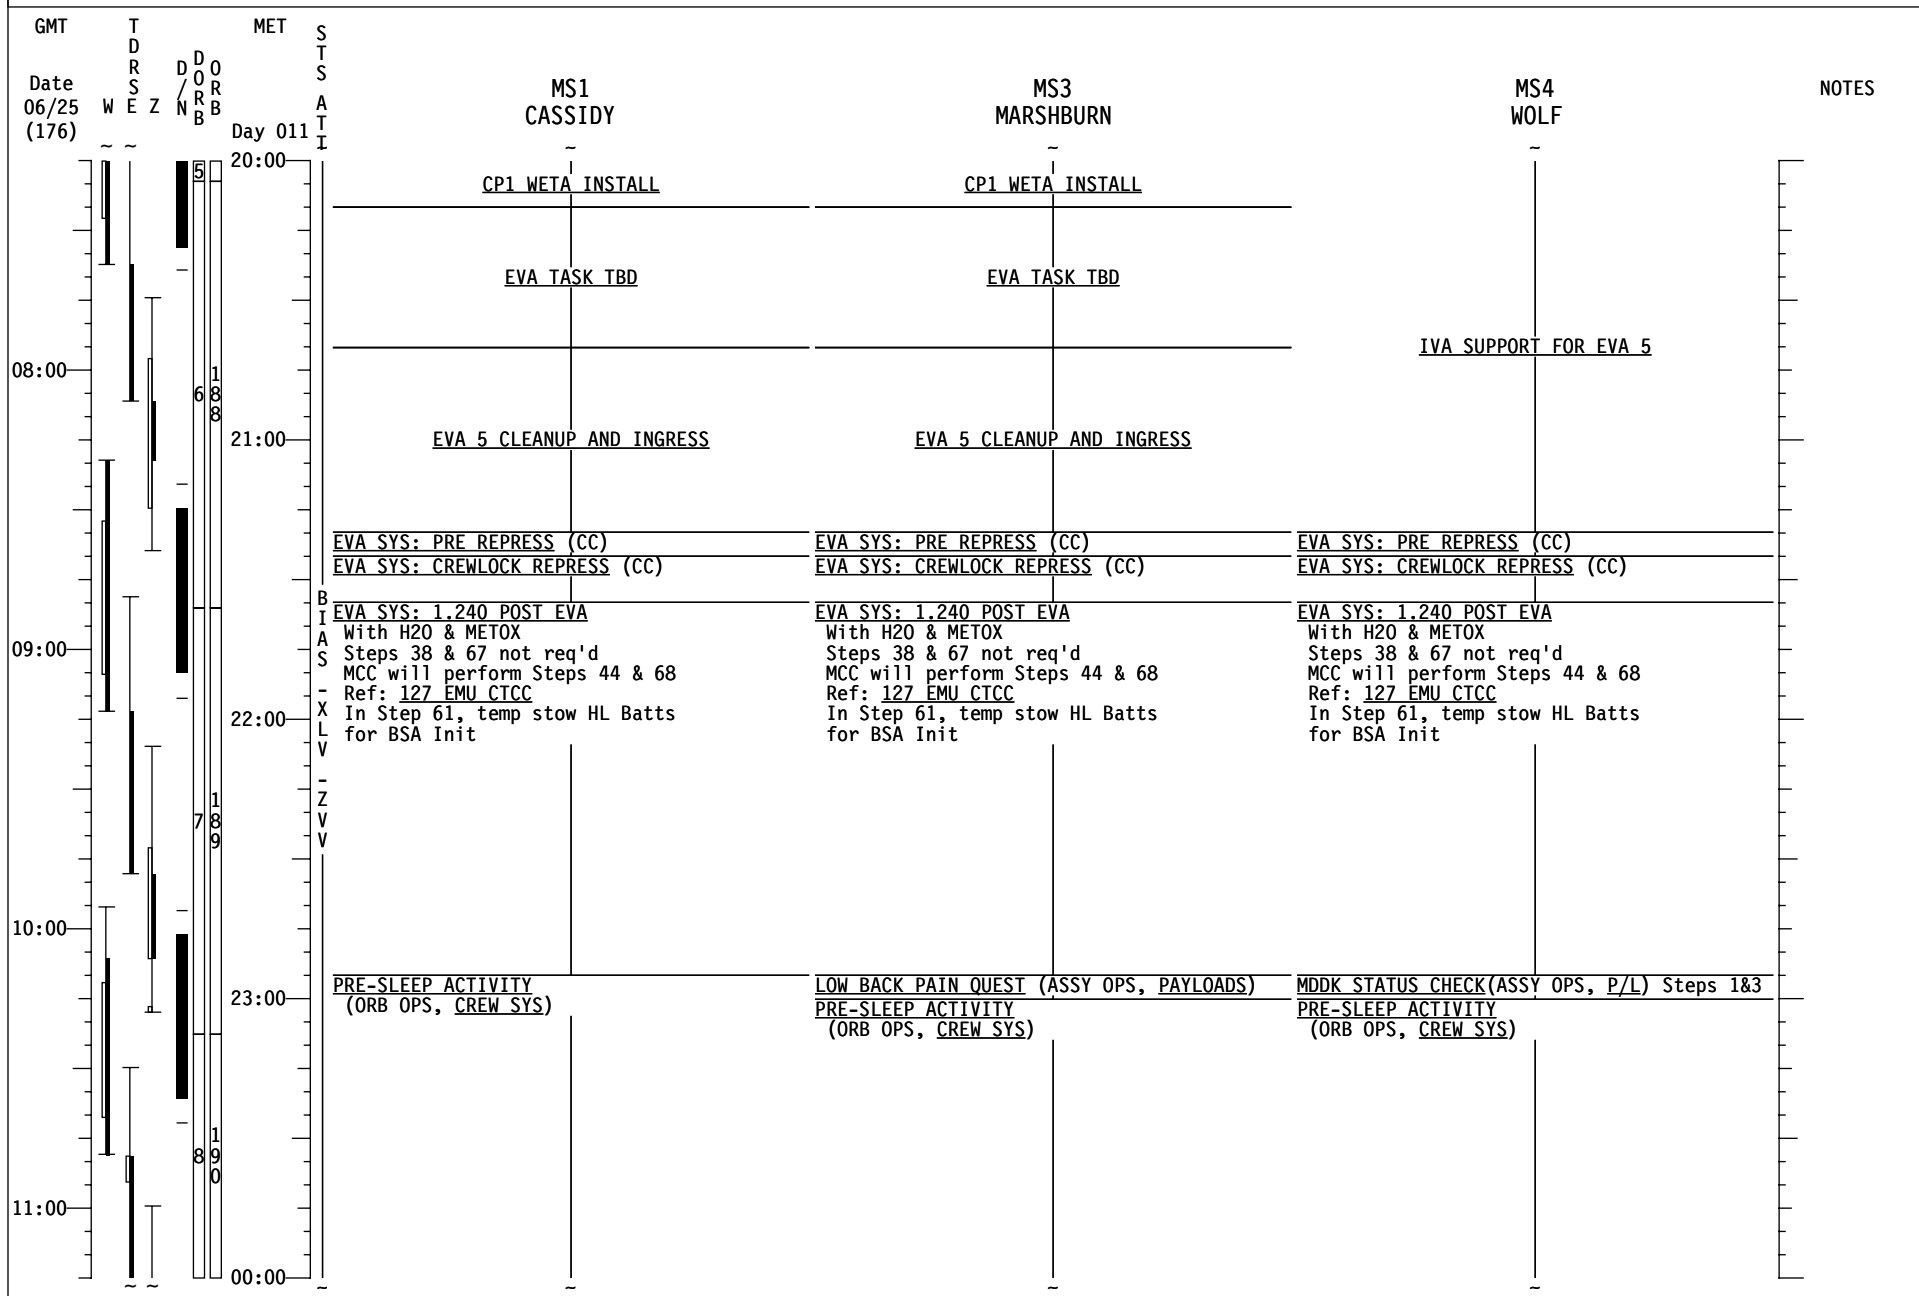 GMT
TDRS
MET
STS ATT
Date
06/25
(176)
W E Z
D/N
DORB
ORB
Day 011
MS1
CASSIDY
MS3
MARSHBURN
MS4
WOLF
NOTES
~ ~ ~ ~ ~
20:00
5
CP1 WETA INSTALL
CP1 WETA INSTALL
EVA TASK TBD
EVA TASK TBD
IVA SUPPORT FOR EVA 5
08:00
6
188
21:00
EVA 5 CLEANUP AND INGRESS
EVA 5 CLEANUP AND INGRESS
EVA SYS: PRE REPRESS (CC)
EVA SYS: PRE REPRESS (CC)
EVA SYS: PRE REPRESS (CC)
EVA SYS: CREWLOCK REPRESS (CC)
EVA SYS: CREWLOCK REPRESS (CC)
EVA SYS: CREWLOCK REPRESS (CC)
BIAS -XLV -ZVV
EVA SYS: 1.240 POST EVA
With H2O & METOX
Steps 38 & 67 not req'd
MCC will perform Steps 44 & 68
Ref: 127 EMU CTCC
In Step 61, temp stow HL Batts
for BSA Init
EVA SYS: 1.240 POST EVA
With H2O & METOX
Steps 38 & 67 not req'd
MCC will perform Steps 44 & 68
Ref: 127 EMU CTCC
In Step 61, temp stow HL Batts
for BSA Init
EVA SYS: 1.240 POST EVA
With H2O & METOX
Steps 38 & 67 not req'd
MCC will perform Steps 44 & 68
Ref: 127 EMU CTCC
In Step 61, temp stow HL Batts
for BSA Init
09:00
22:00
7
189
10:00
23:00
PRE-SLEEP ACTIVITY
(ORB OPS, CREW SYS)
LOW BACK PAIN QUEST (ASSY OPS, PAYLOADS)
PRE-SLEEP ACTIVITY
(ORB OPS, CREW SYS)
MDDK STATUS CHECK(ASSY OPS, P/L) Steps 1&3
PRE-SLEEP ACTIVITY
(ORB OPS, CREW SYS)
8
190
11:00
00:00
~ ~ ~ ~ ~ ~